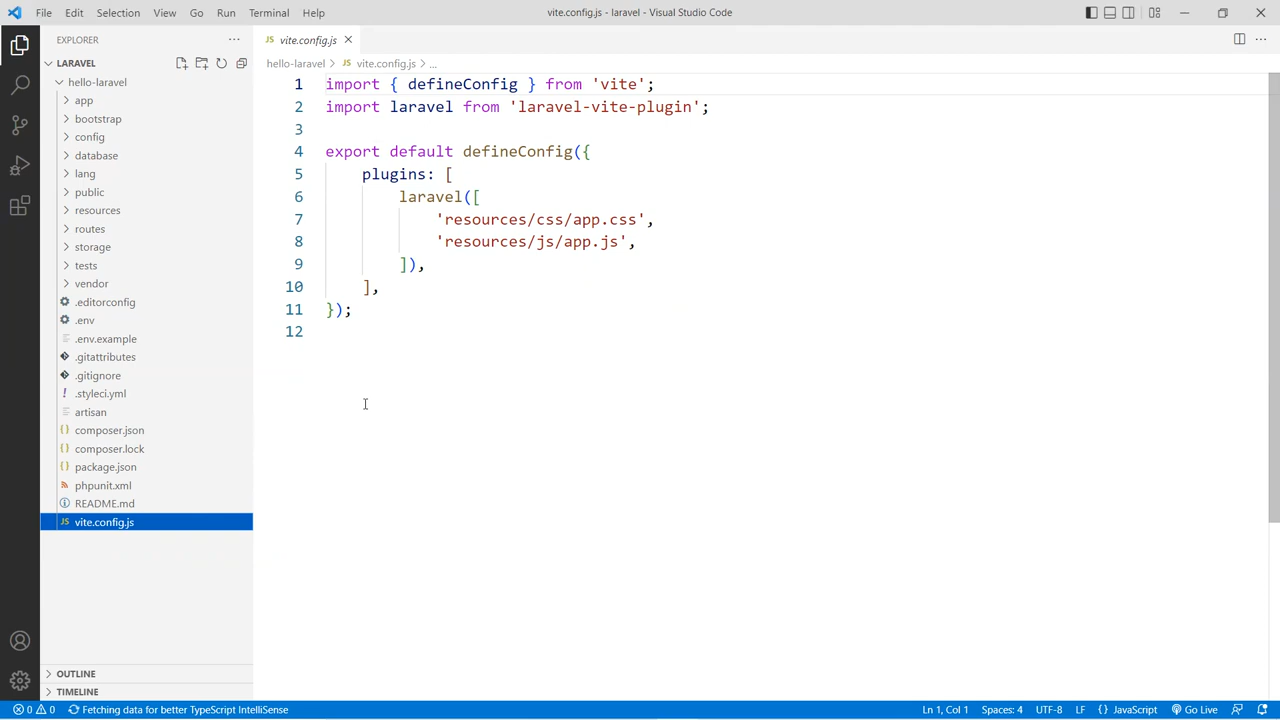 File Edit Selection View Go Run Terminal Help vite.config.js - laravel - Visual Studio Code
EXPLORER
LARAVEL
hello-laravel
app
bootstrap
config
database
lang
public
resources
routes
storage
tests
vendor
.editorconfig
.env
.env.example
.gitattributes
.gitignore
.styleci.yml
artisan
composer.json
composer.lock
package.json
phpunit.xml
README.md
JS vite.config.js
OUTLINE
TIMELINE
JS vite.config.js
hello-laravel > JS vite.config.js > ...
1 import { defineConfig } from 'vite';
2 import laravel from 'laravel-vite-plugin';
3
4 export default defineConfig({
5     plugins: [
6         laravel([
7             'resources/css/app.css',
8             'resources/js/app.js',
9         ]),
10     ],
11 });
12
0 0 Fetching data for better TypeScript IntelliSense Ln 1, Col 1 Spaces: 4 UTF-8 LF {} JavaScript Go Live